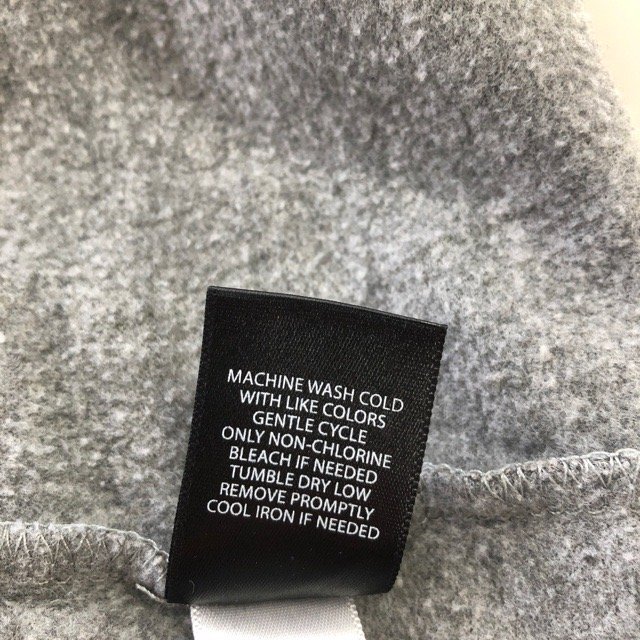 MACHINE WASH COLD
WITH LIKE COLORS
GENTLE CYCLE
ONLY NON-CHLORINE
BLEACH IF NEEDED
TUMBLE DRY LOW
REMOVE PROMPTLY
COOL IRON IF NEEDED